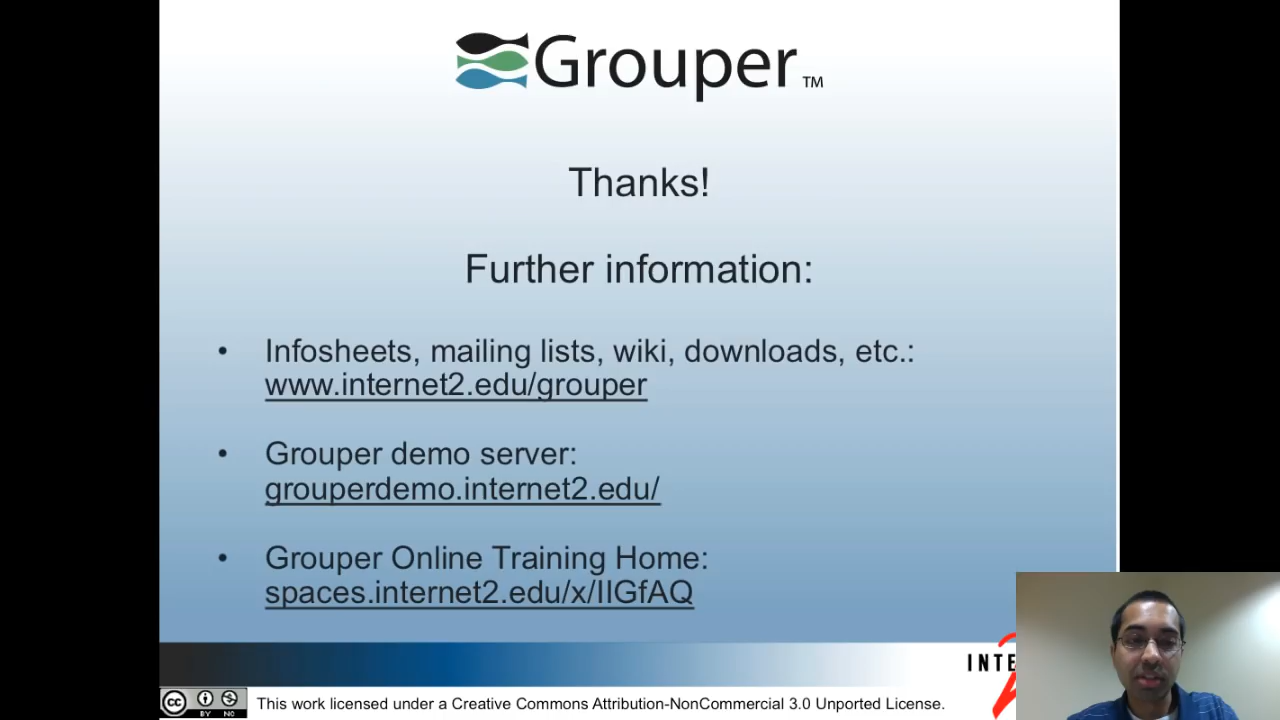 Grouper TM
Thanks!
Further information:
• Infosheets, mailing lists, wiki, downloads, etc.:
www.internet2.edu/grouper
• Grouper demo server:
grouperdemo.internet2.edu/
• Grouper Online Training Home:
spaces.internet2.edu/x/IIGfAQ
INTE
cc BY NC
This work licensed under a Creative Commons Attribution-NonCommercial 3.0 Unported License.